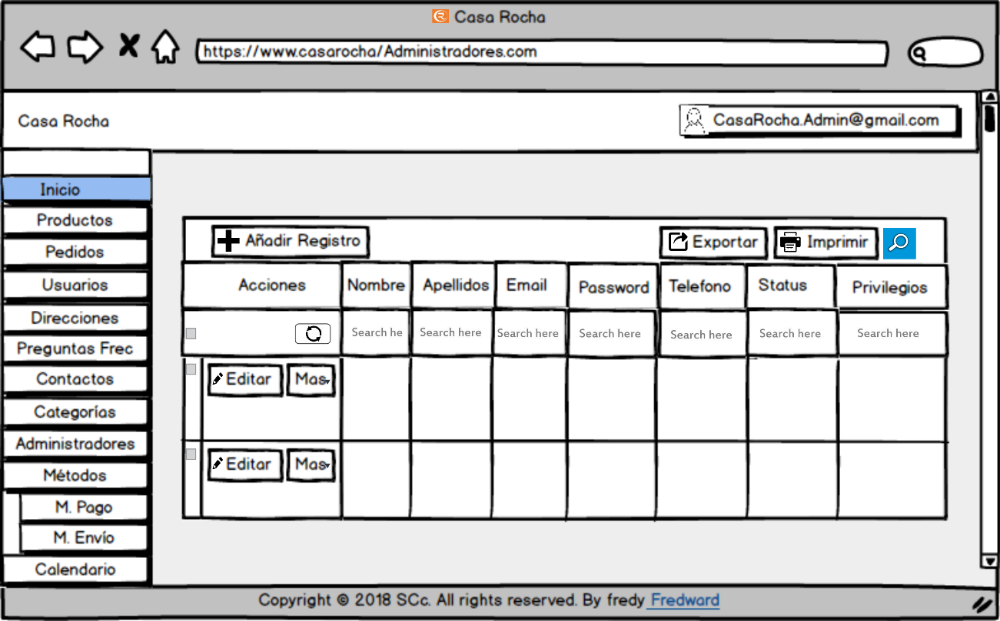 Casa Rocha
https://www.casarocha/Administradores.com
Casa Rocha
CasaRocha.Admin@gmail.com
Inicio
Productos
Pedidos
Usuarios
Direcciones
Preguntas Frec
Contactos
Categorías
Administradores
Métodos
M. Pago
M. Envío
Calendario
Añadir Registro
Exportar
Imprimir
Acciones Nombre Apellidos Email Password Telefono Status Privilegios
Search he Search here Search here Search here Search here Search here Search here
Editar Mas
Editar Mas
Copyright © 2018 SCc. All rights reserved. By fredy Fredward